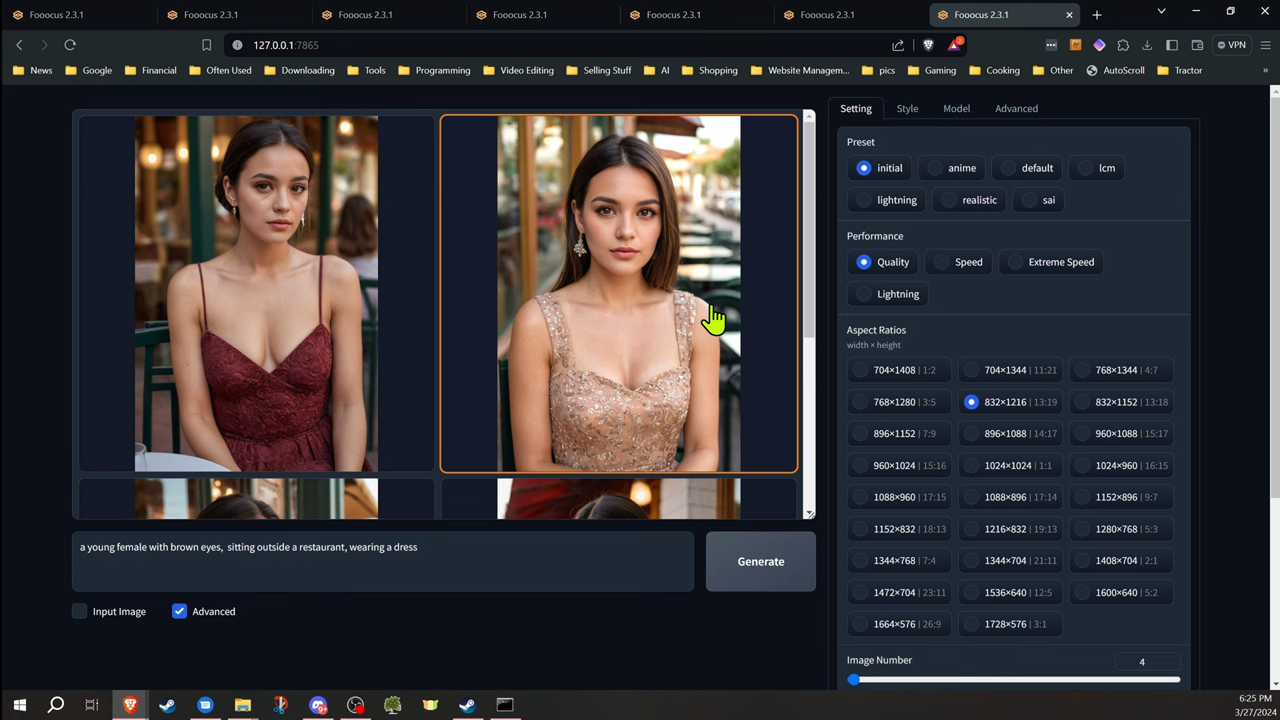 Fooocus 2.3.1 Fooocus 2.3.1 Fooocus 2.3.1 Fooocus 2.3.1 Fooocus 2.3.1 Fooocus 2.3.1 Fooocus 2.3.1
127.0.0.1:7865 2 VPN
News Google Financial Often Used Downloading Tools Programming Video Editing Selling Stuff AI Shopping Website Managem... pics Gaming Cooking Other AutoScroll Tractor
Setting Style Model Advanced
Preset
initial anime default lcm
lightning realistic sai
Performance
Quality Speed Extreme Speed
Lightning
Aspect Ratios
width × height
704×1408 | 1:2 704×1344 | 11:21 768×1344 | 4:7
768×1280 | 3:5 832×1216 | 13:19 832×1152 | 13:18
896×1152 | 7:9 896×1088 | 14:17 960×1088 | 15:17
960×1024 | 15:16 1024×1024 | 1:1 1024×960 | 16:15
1088×960 | 17:15 1088×896 | 17:14 1152×896 | 9:7
1152×832 | 18:13 1216×832 | 19:13 1280×768 | 5:3
1344×768 | 7:4 1344×704 | 21:11 1408×704 | 2:1
1472×704 | 23:11 1536×640 | 12:5 1600×640 | 5:2
1664×576 | 26:9 1728×576 | 3:1
Image Number 4
a young female with brown eyes, sitting outside a restaurant, wearing a dress
Generate
Input Image Advanced
6:25 PM
3/27/2024